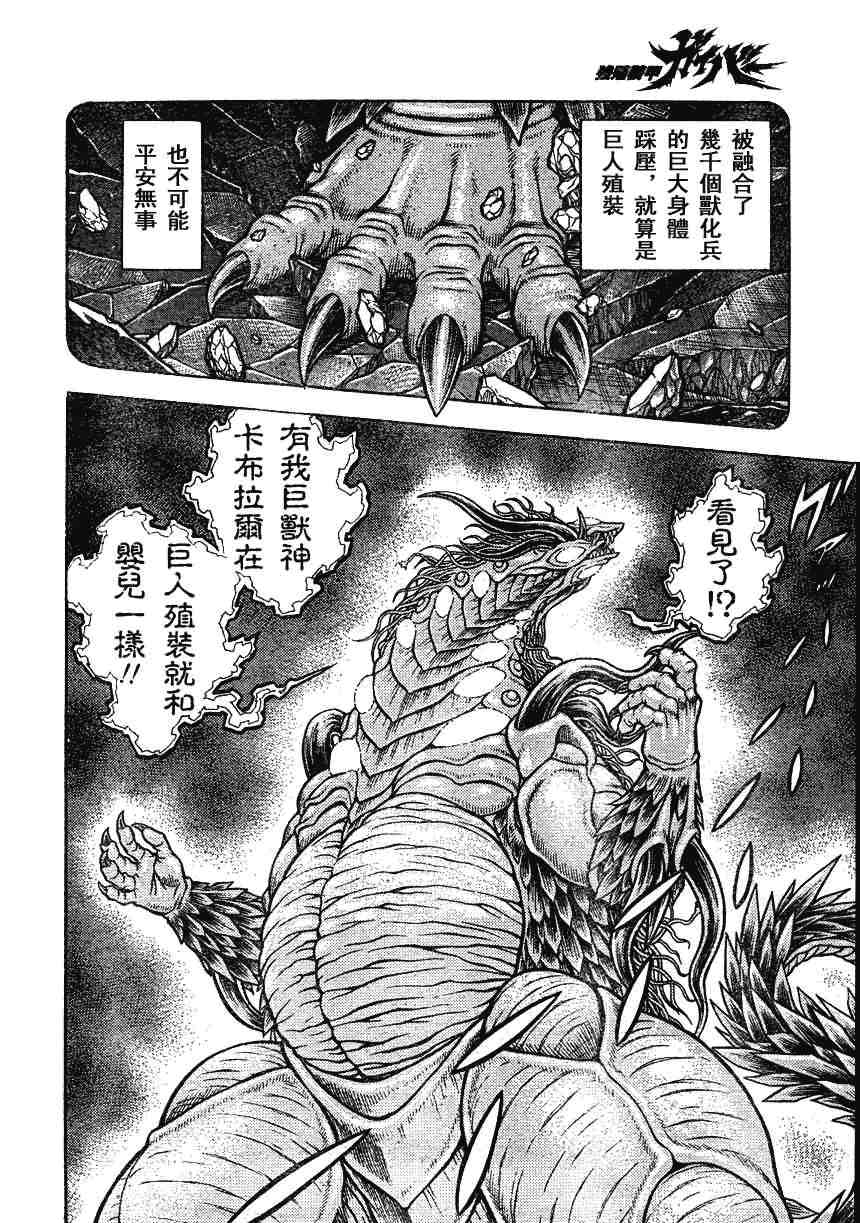 強殖装甲
ガイバー
被融合了
幾千個獸化兵
的巨大身體
踩壓，就算是
巨人殖裝
也不可能
平安無事
看見了!?
有我巨獸神
卡布拉爾在
巨人殖裝就和
嬰兒一樣!!